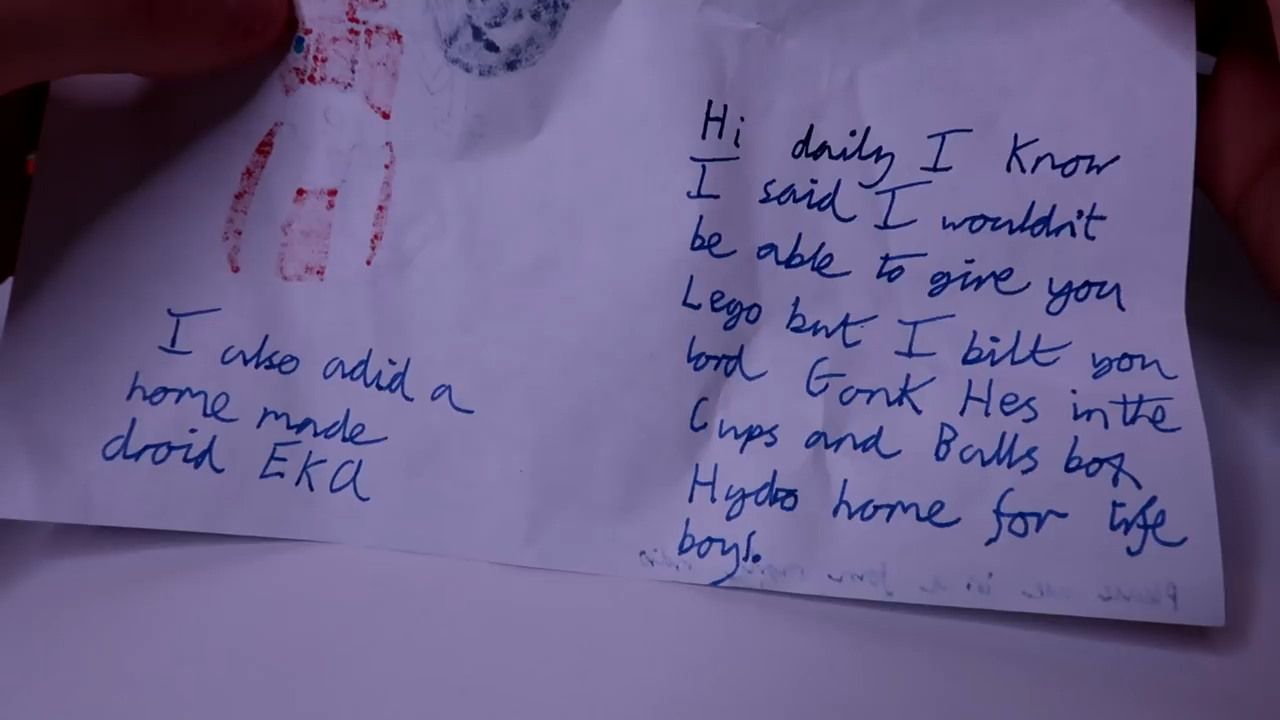 Hi daily I Know
I said I wouldn't
be able to give you
Lego but I bilt you
lord Gonk Hes in the
Cups and Balls box
Hydro home for life
boys.
I also adid a
home made
droid EKA